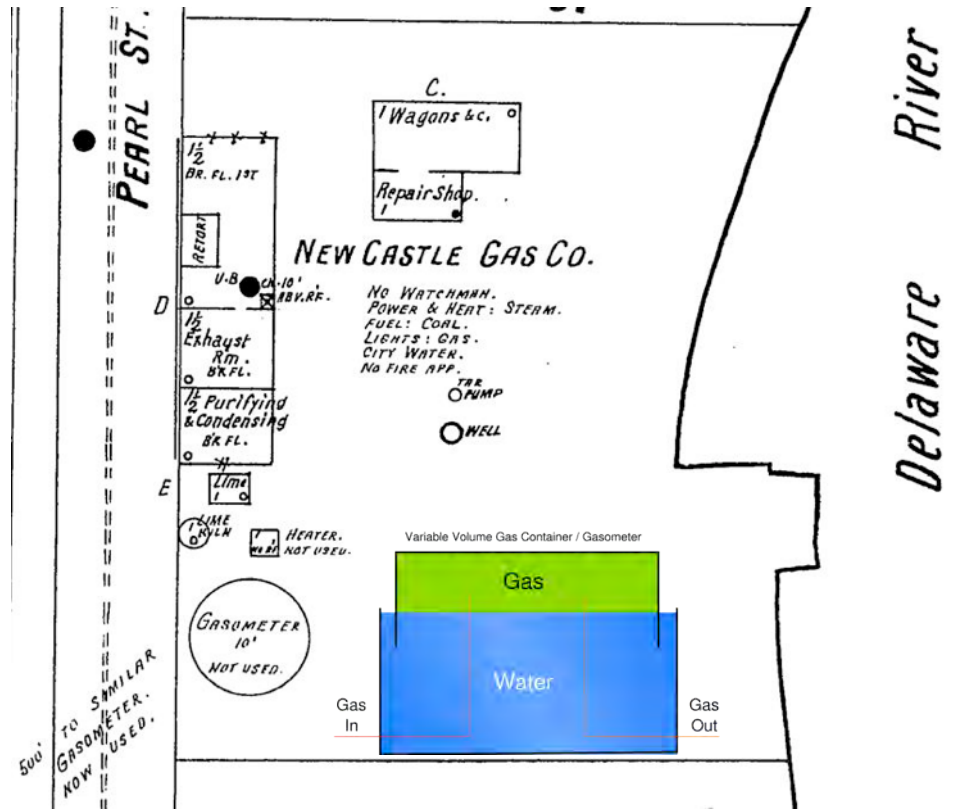 PEARL ST.
C.
1 Wagons &c.
Repair Shop.
1
1½
BR. FL. 1ST
RETORT
U.B
CH. 10'
ABV. RF.
D
1½
Exhaust
Rm.
BR FL.
1½ Purifying
& Condensing
BR FL.
E
Lime
1
1
LIME
KILN
1
HEATER.
NOT USED.
GASOMETER
10'
NOT USED.
500' TO SIMILAR
GASOMETER.
NOW USED.
NEW CASTLE GAS CO.
NO WATCHMAN.
POWER & HEAT: STEAM.
FUEL: COAL.
LIGHTS: GAS.
CITY WATER.
NO FIRE APP.
TAR
PUMP
WELL
Variable Volume Gas Container / Gasometer
Gas
Water
Gas
In
Gas
Out
Delaware River